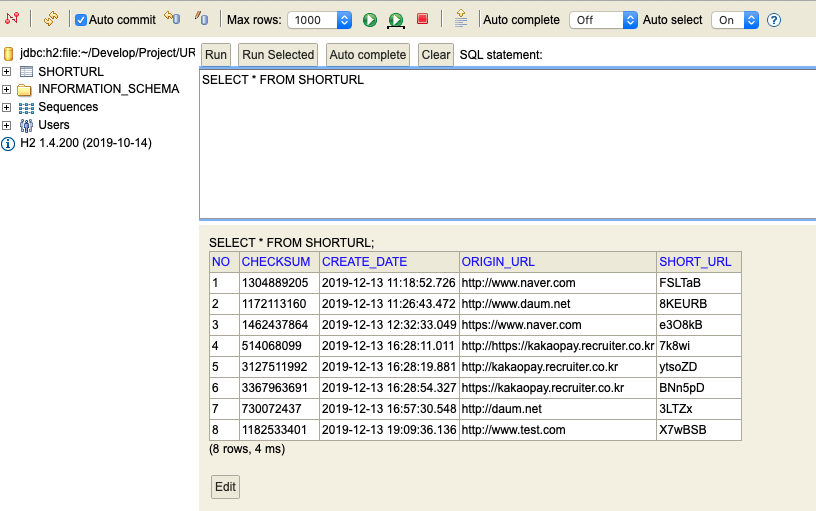 Auto commit Max rows: 1000 Auto complete Off Auto select On ?
jdbc:h2:file:~/Develop/Project/UR
SHORTURL
INFORMATION_SCHEMA
Sequences
Users
H2 1.4.200 (2019-10-14)
Run Run Selected Auto complete Clear SQL statement:
SELECT * FROM SHORTURL
SELECT * FROM SHORTURL;
NO CHECKSUM CREATE_DATE ORIGIN_URL SHORT_URL
1 1304889205 2019-12-13 11:18:52.726 http://www.naver.com FSLTaB
2 1172113160 2019-12-13 11:26:43.472 http://www.daum.net 8KEURB
3 1462437864 2019-12-13 12:32:33.049 https://www.naver.com e3O8kB
4 514068099 2019-12-13 16:28:11.011 http://https://kakaopay.recruiter.co.kr 7k8wi
5 3127511992 2019-12-13 16:28:19.881 http://kakaopay.recruiter.co.kr ytsoZD
6 3367963691 2019-12-13 16:28:54.327 https://kakaopay.recruiter.co.kr BNn5pD
7 730072437 2019-12-13 16:57:30.548 http://daum.net 3LTZx
8 1182533401 2019-12-13 19:09:36.136 http://www.test.com X7wBSB
(8 rows, 4 ms)
Edit